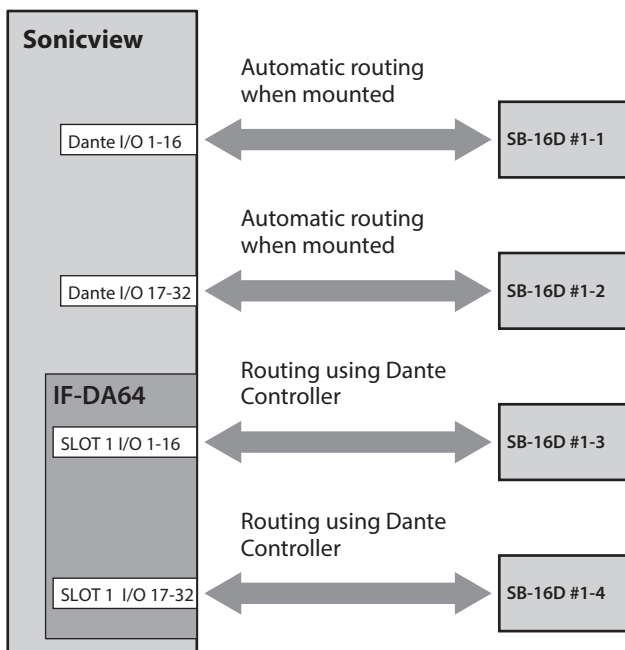 Sonicview
Automatic routing
when mounted
Dante I/O 1-16
SB-16D #1-1
Automatic routing
when mounted
Dante I/O 17-32
SB-16D #1-2
Routing using Dante
Controller
IF-DA64
SLOT 1 I/O 1-16
SB-16D #1-3
Routing using Dante
Controller
SLOT 1 I/O 17-32
SB-16D #1-4